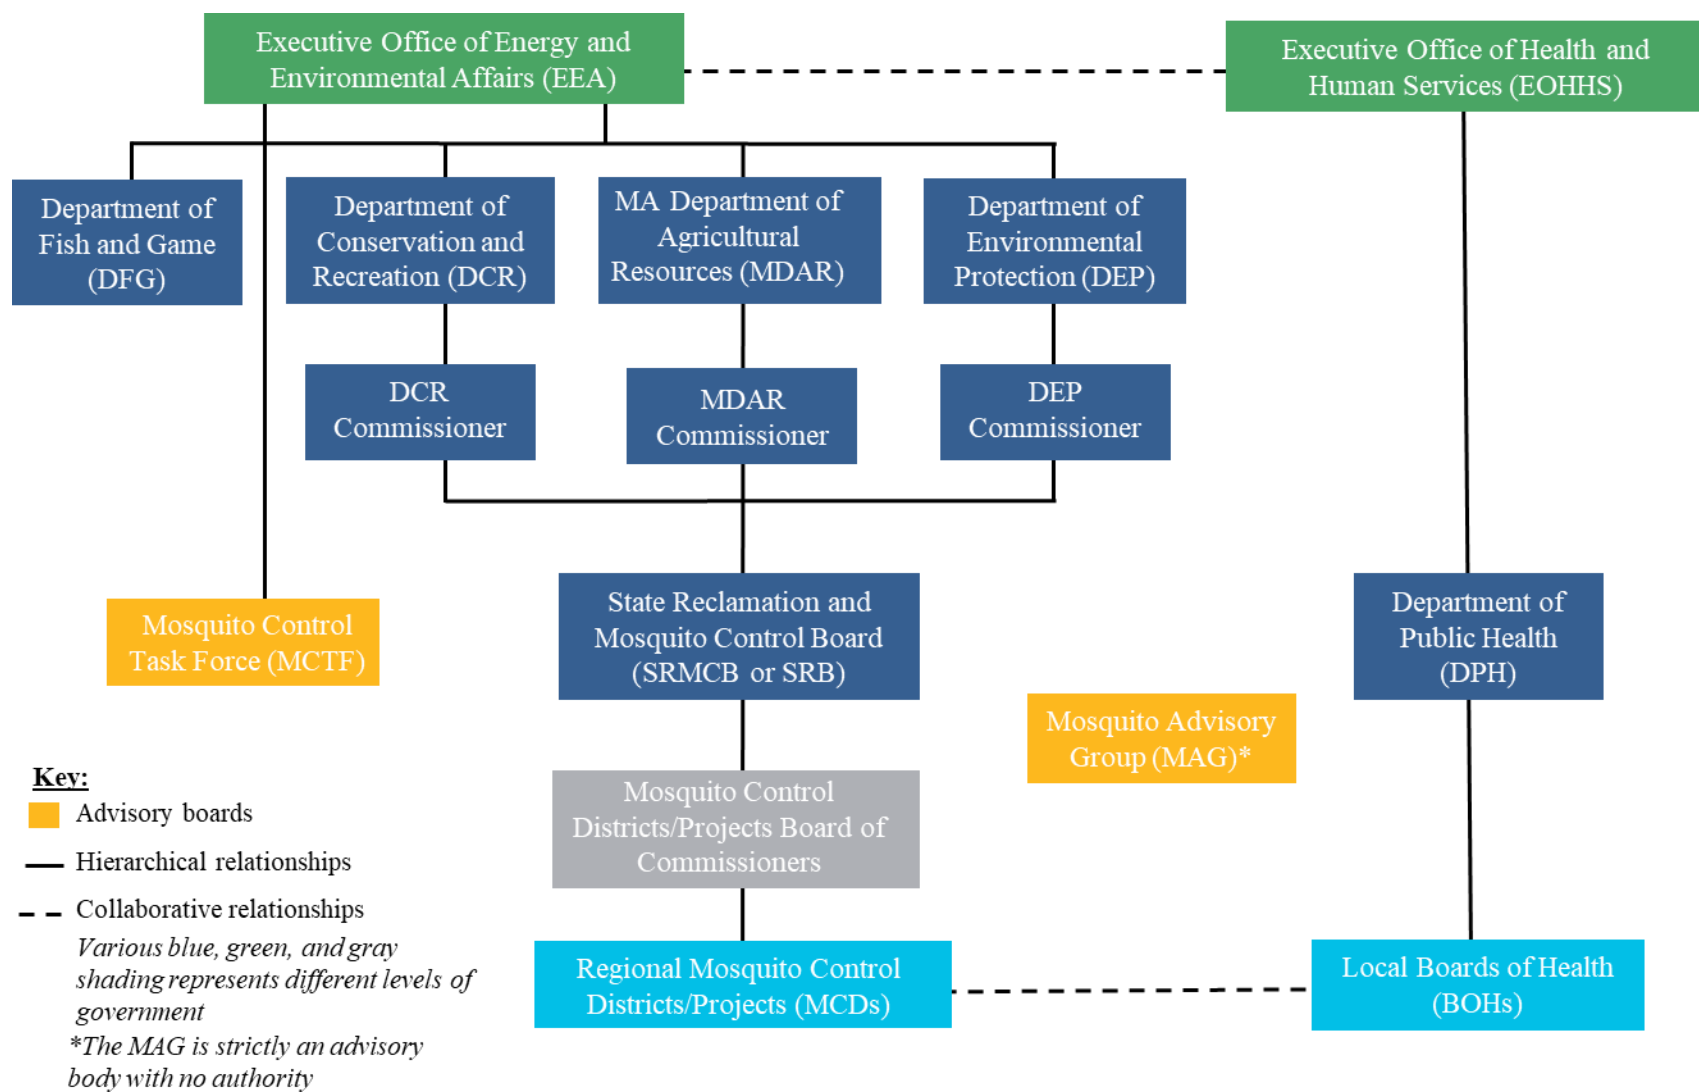 Executive Office of Energy and
Environmental Affairs (EEA)
Executive Office of Health and
Human Services (EOHHS)
Department of
Fish and Game
(DFG)
Department of
Conservation and
Recreation (DCR)
MA Department of
Agricultural
Resources (MDAR)
Department of
Environmental
Protection (DEP)
DCR
Commissioner
MDAR
Commissioner
DEP
Commissioner
Mosquito Control
Task Force (MCTF)
State Reclamation and
Mosquito Control Board
(SRMCB or SRB)
Department of
Public Health
(DPH)
Mosquito Advisory
Group (MAG)*
Mosquito Control
Districts/Projects Board of
Commissioners
Regional Mosquito Control
Districts/Projects (MCDs)
Local Boards of Health
(BOHs)
Key:
Advisory boards
Hierarchical relationships
Collaborative relationships
Various blue, green, and gray
shading represents different levels of
government
*The MAG is strictly an advisory
body with no authority